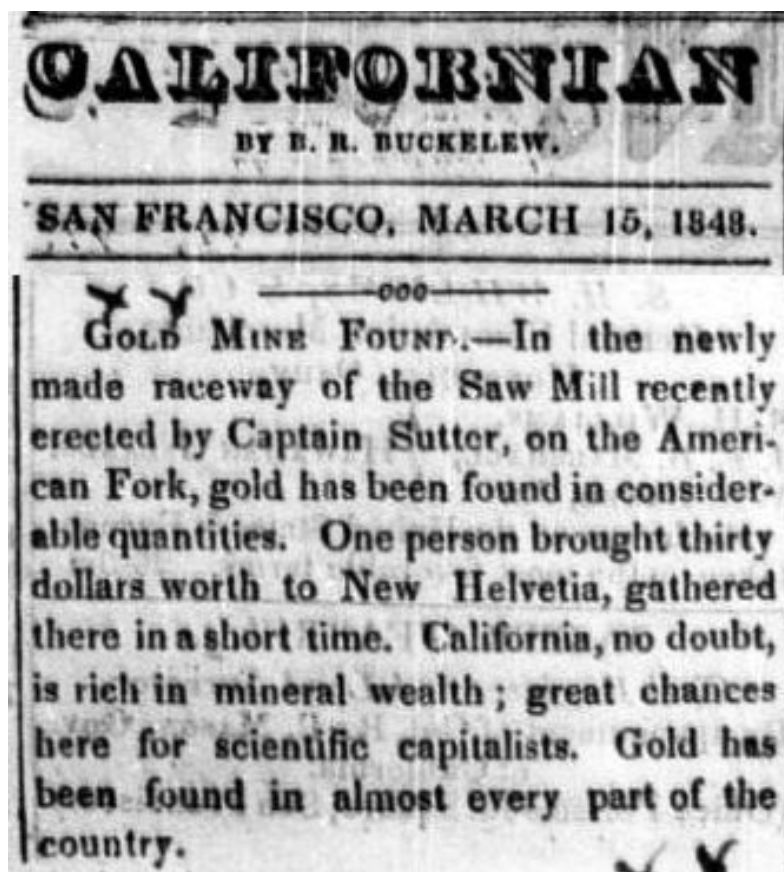 CALIFORNIAN
BY B. R. BUCKELEW.
SAN FRANCISCO, MARCH 15, 1848.
GOLD MINE FOUND.—In the newly
made raceway of the Saw Mill recently
erected by Captain Sutter, on the Ameri-
can Fork, gold has been found in consider-
able quantities. One person brought thirty
dollars worth to New Helvetia, gathered
there in a short time. California, no doubt,
is rich in mineral wealth; great chances
here for scientific capitalists. Gold has
been found in almost every part of the
country.